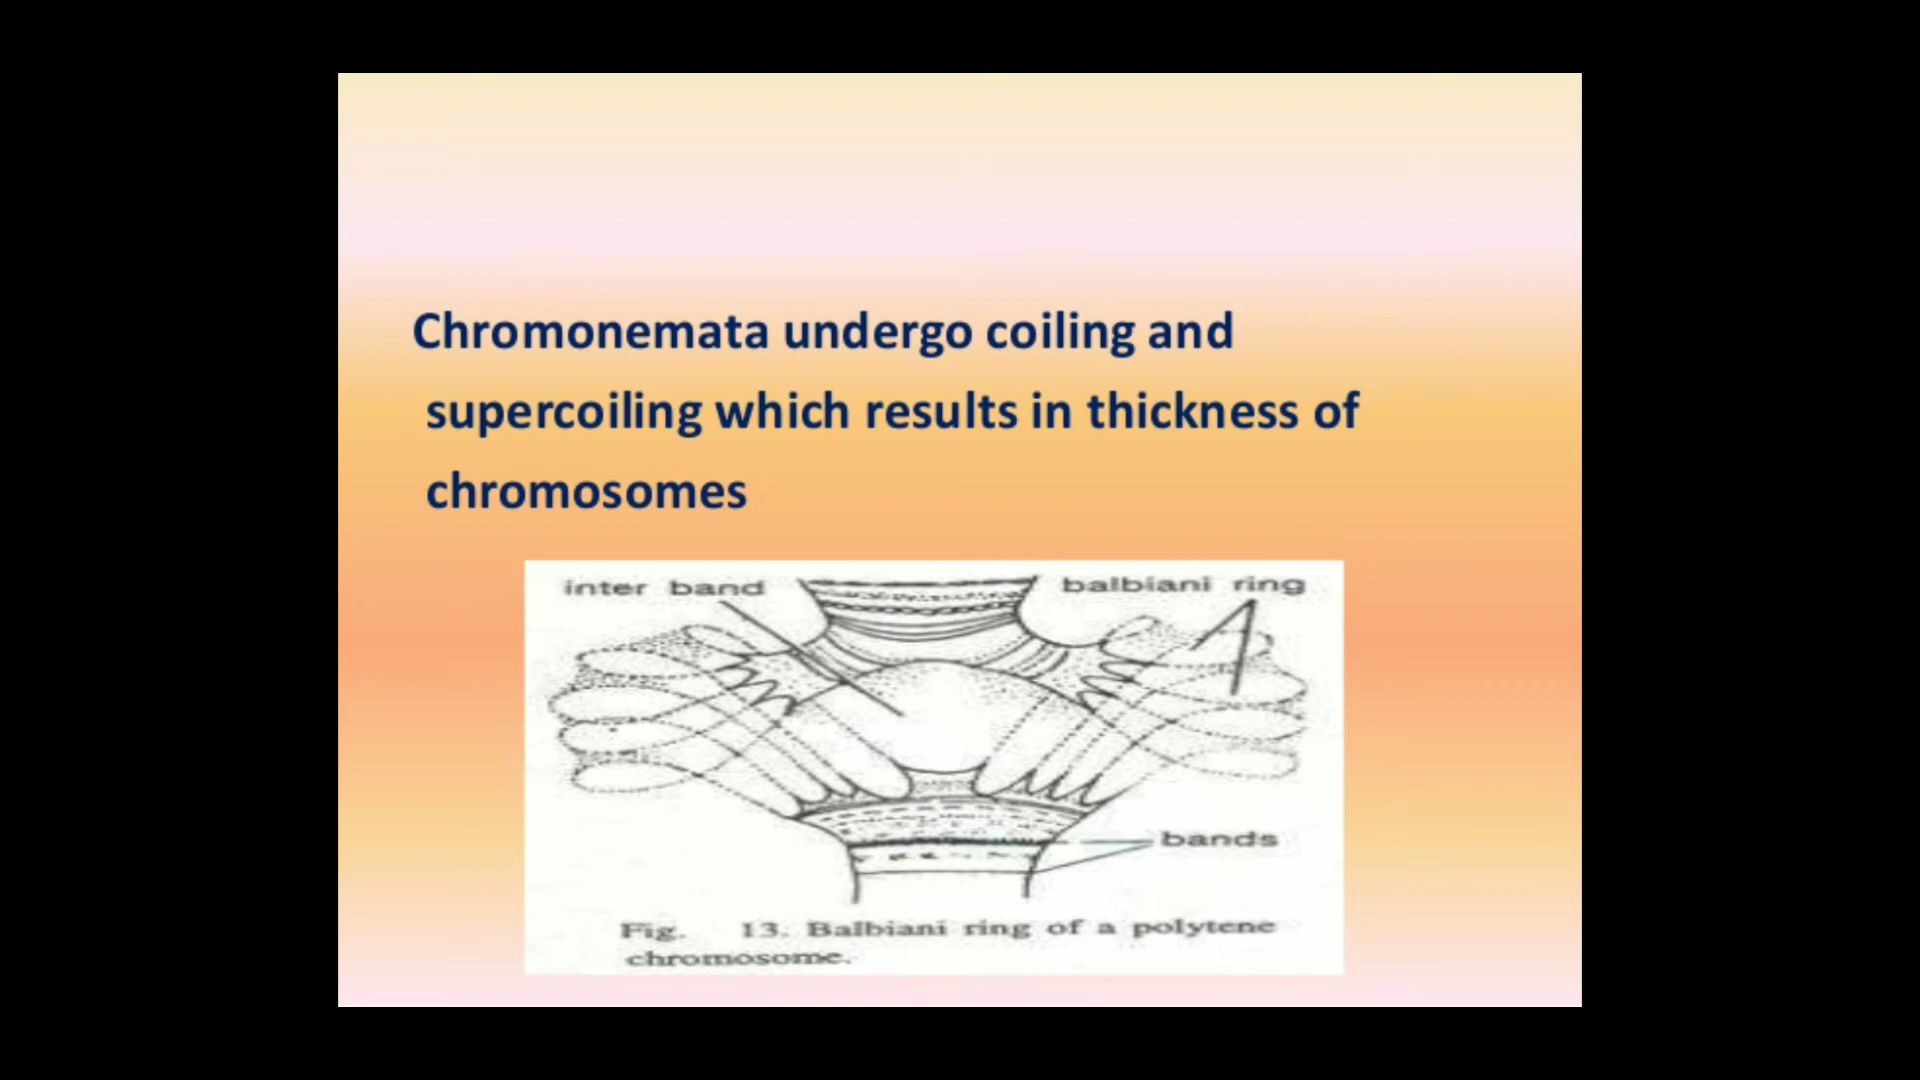 Chromonemata undergo coiling and
supercoiling which results in thickness of
chromosomes
inter band
balbiani ring
bands
Fig. 13. Balbiani ring of a polytene
chromosome.